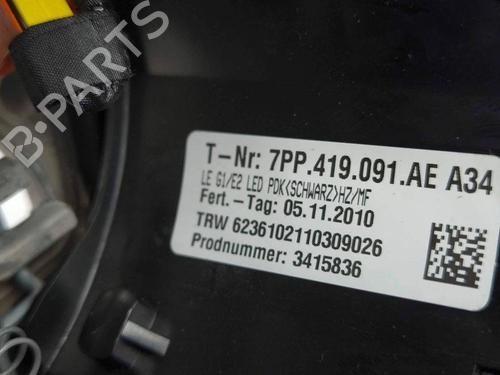 T-Nr: 7PP.419.091.AE A34
LE G1/E2 LED PDK(SCHWARZ)HZ/MF
Fert.-Tag: 05.11.2010
TRW 6236102110309026
Prodnummer: 3415836
B-PARTS